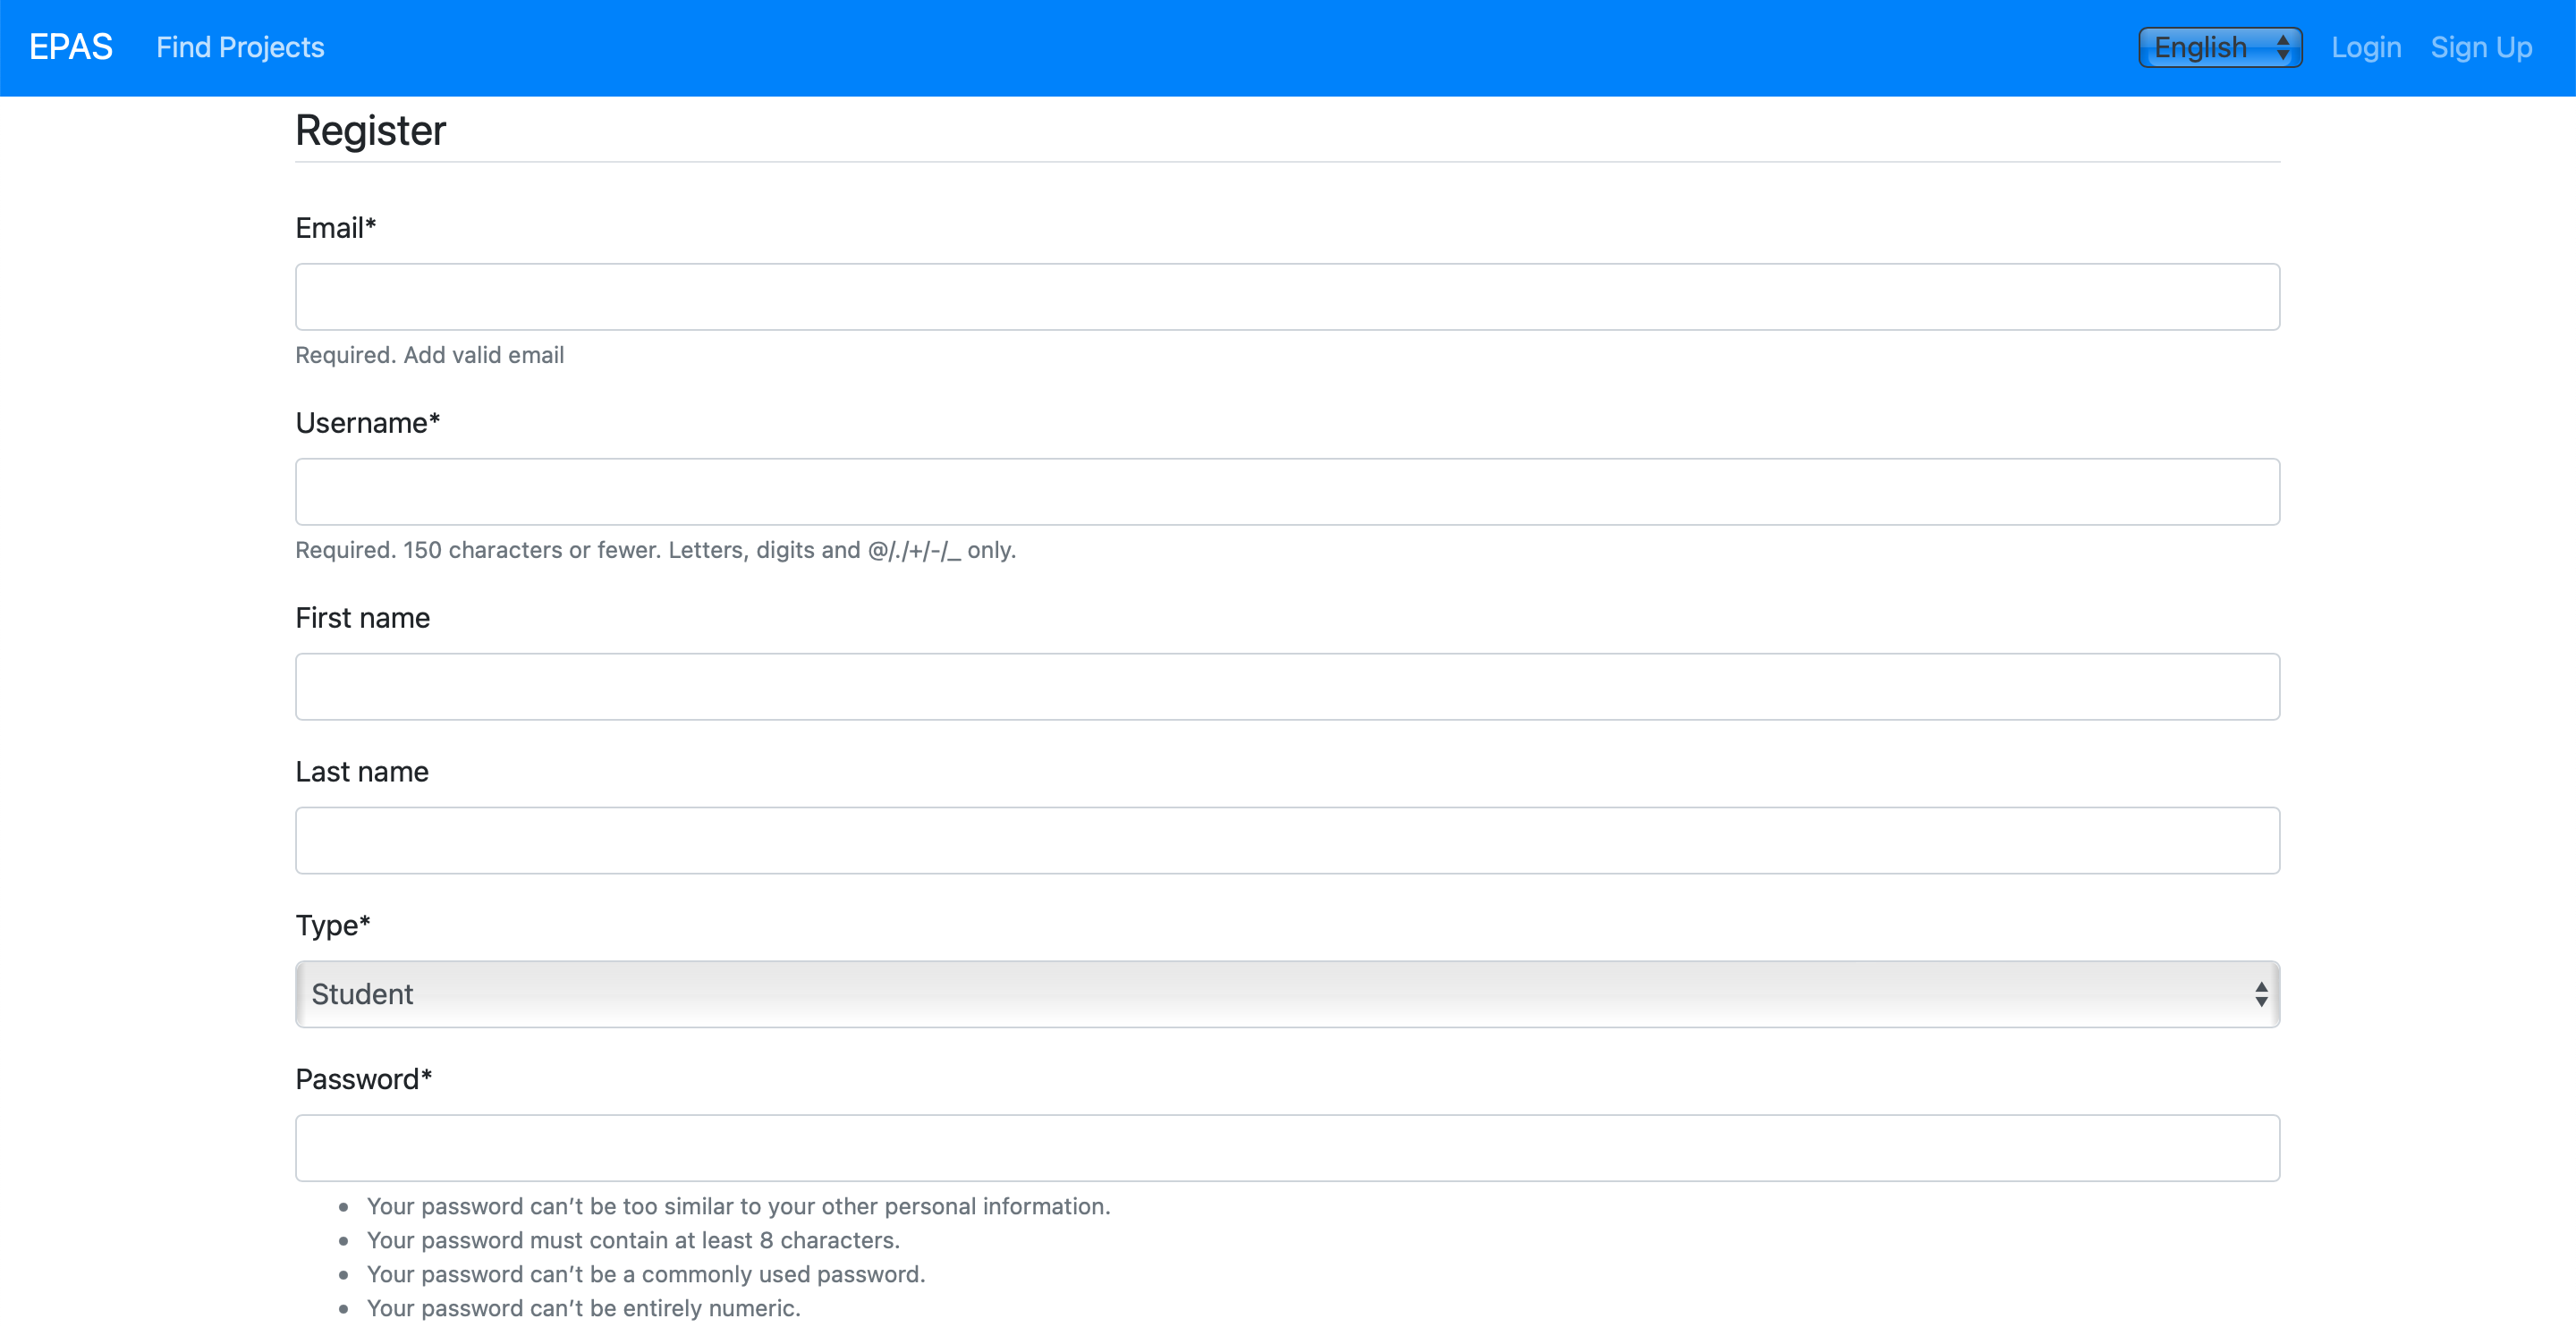 EPAS Find Projects English Login Sign Up
Register
Email*
Required. Add valid email
Username*
Required. 150 characters or fewer. Letters, digits and @/./+/-/_ only.
First name
Last name
Type*
Student
Password*
Your password can’t be too similar to your other personal information.
Your password must contain at least 8 characters.
Your password can’t be a commonly used password.
Your password can’t be entirely numeric.